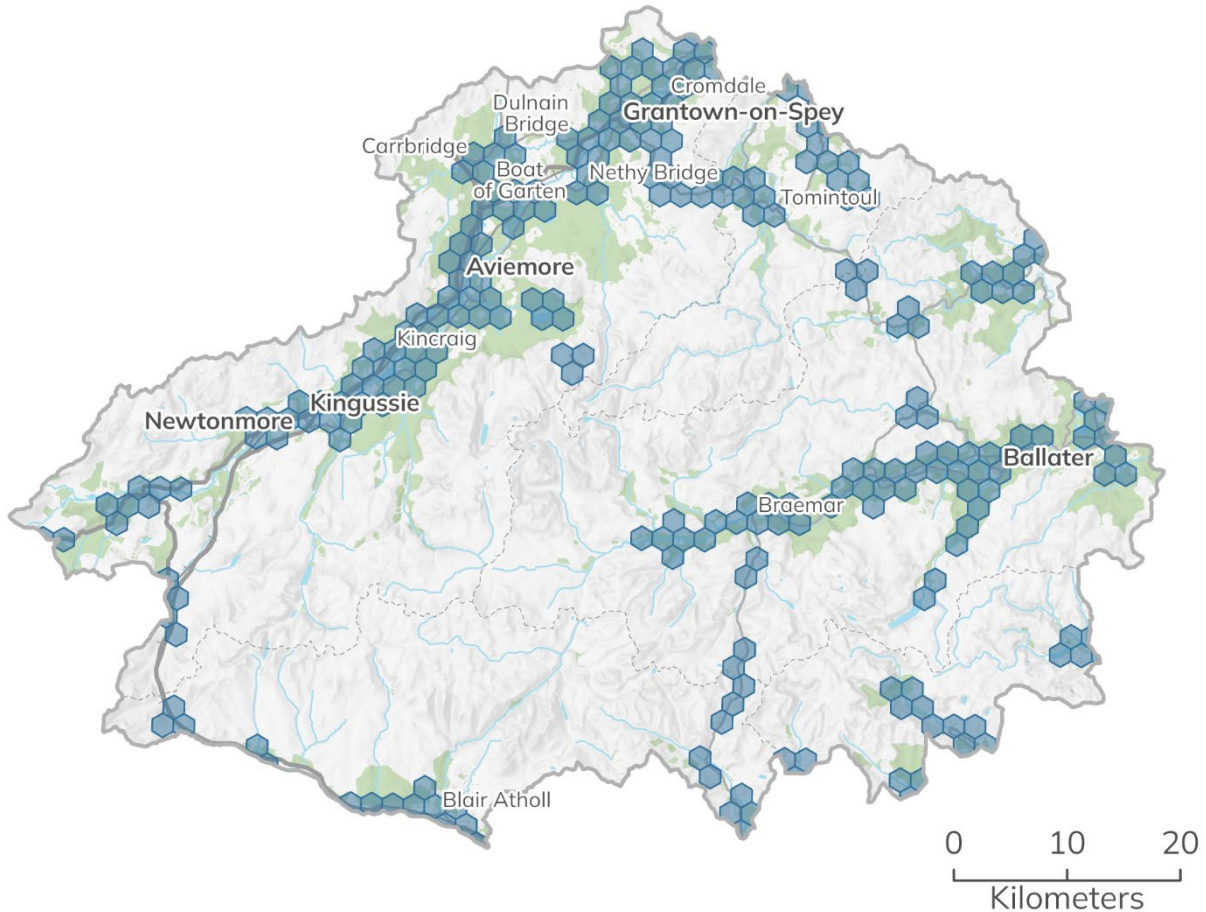 Cromdale
Grantown-on-Spey
Dulnain
Bridge
Carrbridge
Boat
of Garten
Nethy Bridge
Tomintoul
Aviemore
Kincraig
Kingussie
Newtonmore
Ballater
Braemar
Blair Atholl
0 10 20
Kilometers